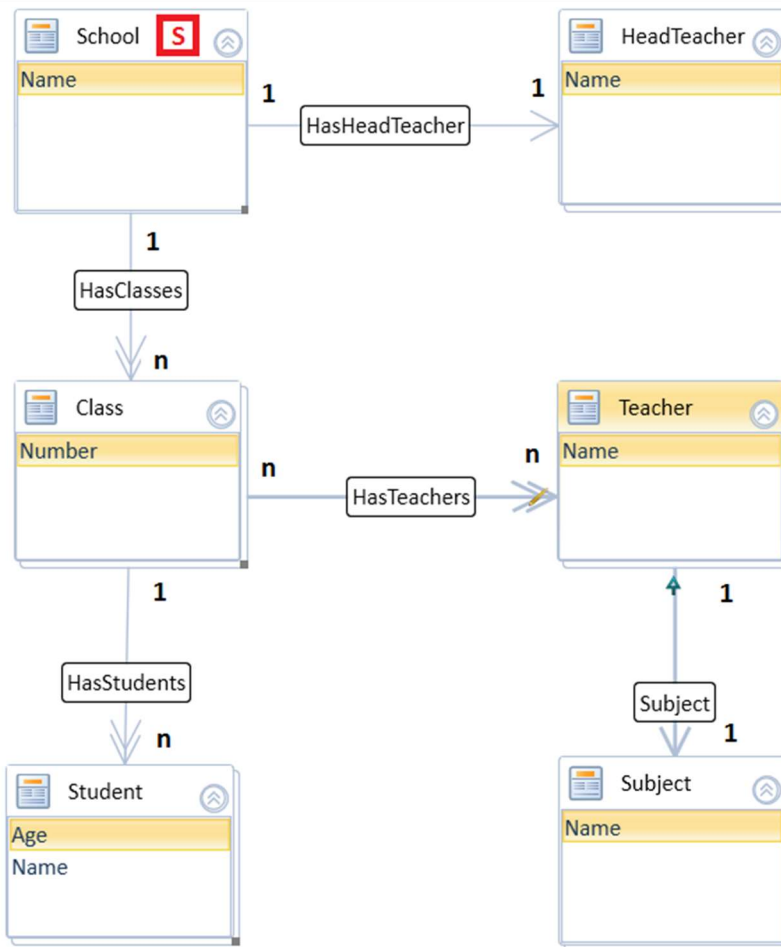 School S
Name
HeadTeacher
Name
1
HasHeadTeacher
1
1
HasClasses
n
Class
Number
n
HasTeachers
n
Teacher
Name
1
HasStudents
n
1
Subject
1
Student
Age
Name
Subject
Name